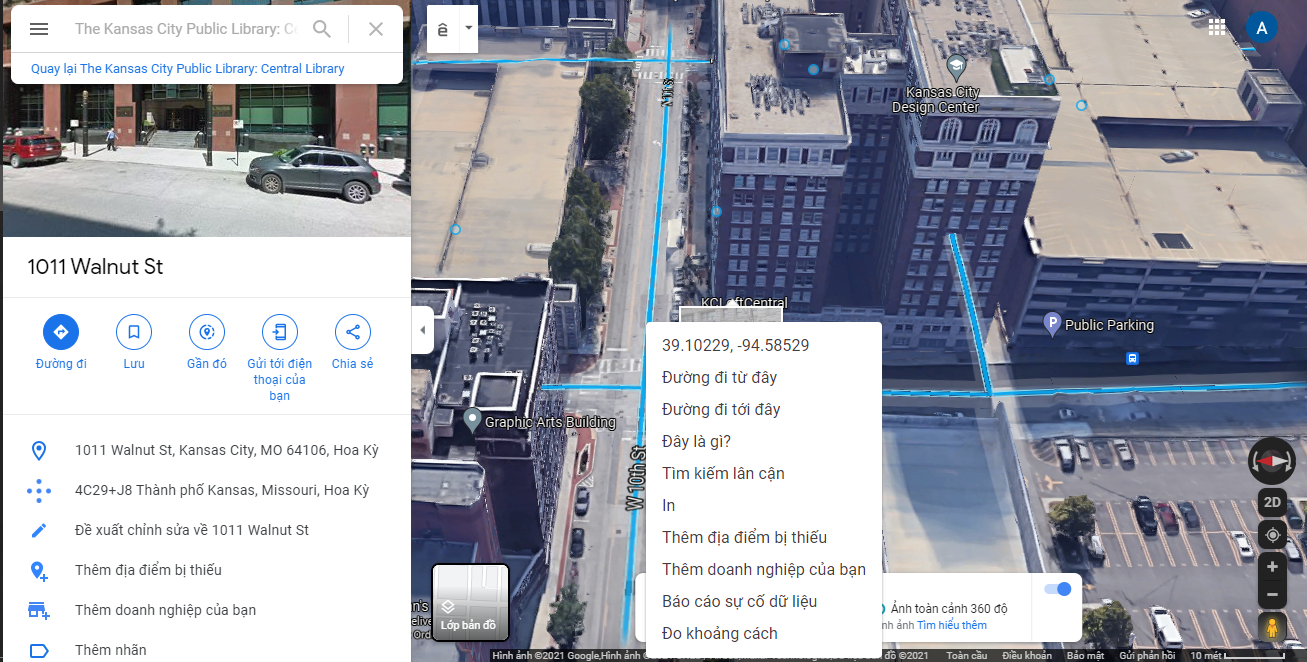 The Kansas City Public Library: Ce
Quay lại The Kansas City Public Library: Central Library
1011 Walnut St
Đường đi
Lưu
Gần đó
Gửi tới điện
thoại của
bạn
Chia sẻ
1011 Walnut St, Kansas City, MO 64106, Hoa Kỳ
4C29+J8 Thành phố Kansas, Missouri, Hoa Kỳ
Đề xuất chỉnh sửa về 1011 Walnut St
Thêm địa điểm bị thiếu
Thêm doanh nghiệp của bạn
Thêm nhãn
ê
A
Kansas City
Design Center
KCLoftCentral
P Public Parking
Graphic Arts Building
W 10th St
39.10229, -94.58529
Đường đi từ đây
Đường đi tới đây
Đây là gì?
Tìm kiếm lân cận
In
Thêm địa điểm bị thiếu
Thêm doanh nghiệp của bạn
Báo cáo sự cố dữ liệu
Đo khoảng cách
Lớp bản đồ
Ảnh toàn cảnh 360 độ
ảnh Tìm hiểu thêm
2D
+
−
Hình ảnh ©2021 Google,Hình ảnh ©
đồ ©2021
Toàn cầu
Điều khoản
Bảo mật
Gửi phản hồi
10 mét